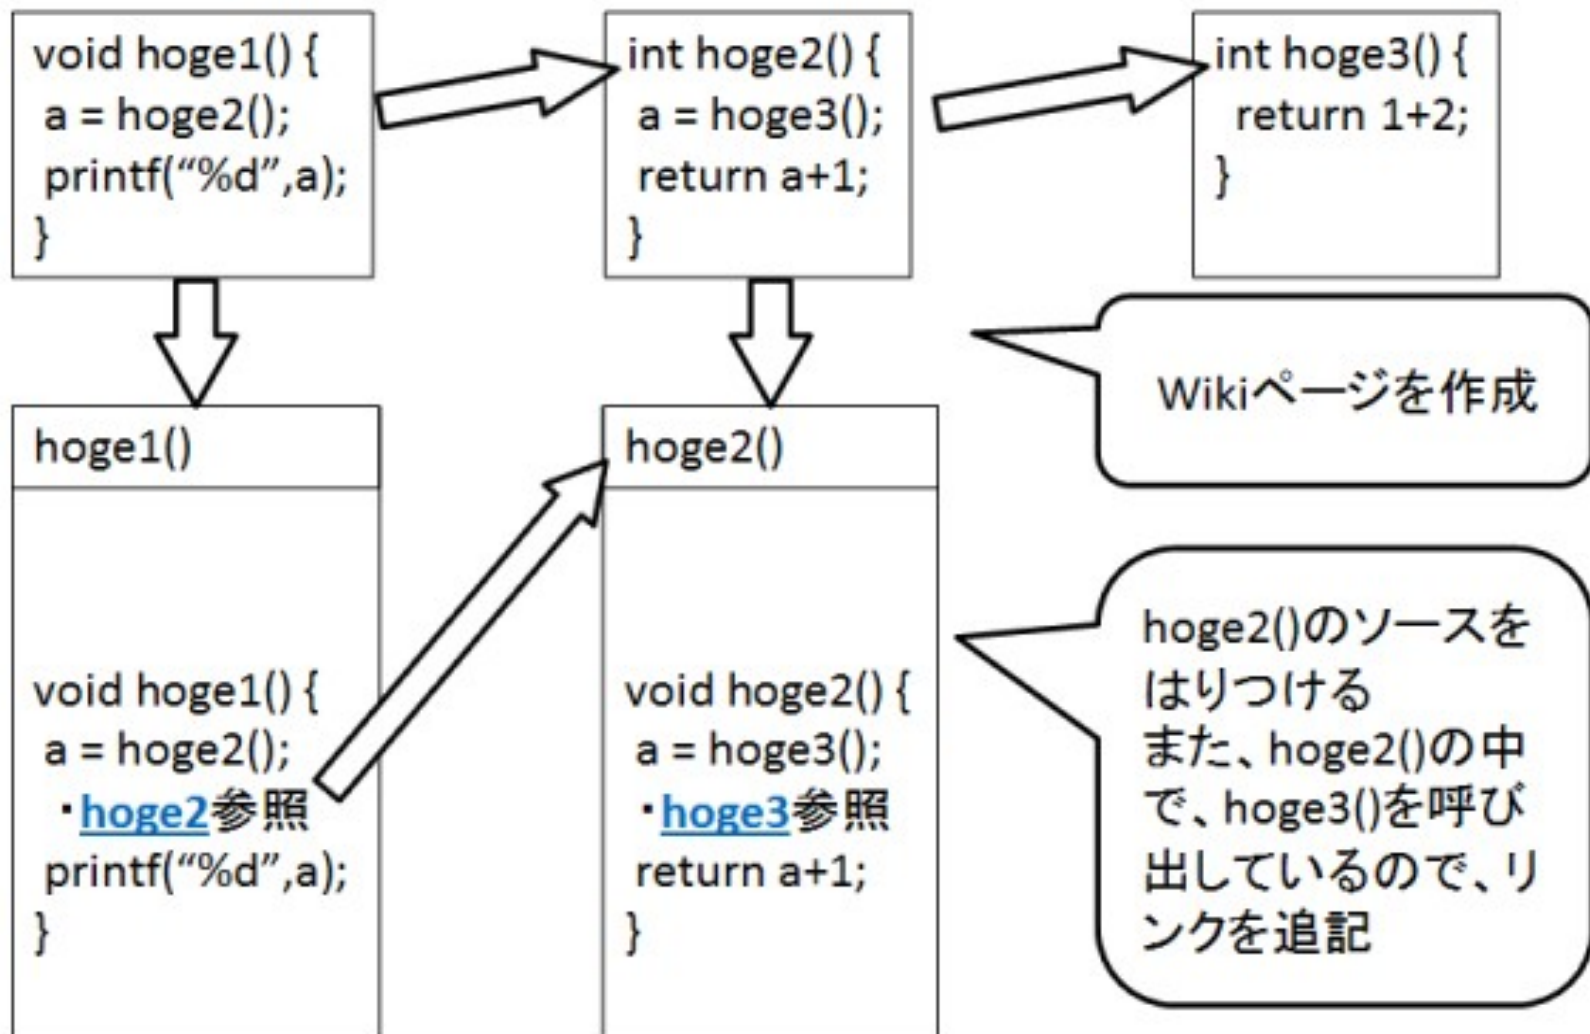 void hoge1() {
a = hoge2();
printf(“%d”,a);
}
int hoge2() {
a = hoge3();
return a+1;
}
int hoge3() {
return 1+2;
}
Wikiページを作成
hoge1()
void hoge1() {
a = hoge2();
・hoge2参照
printf(“%d”,a);
}
hoge2()
void hoge2() {
a = hoge3();
・hoge3参照
return a+1;
}
hoge2()のソースを
はりつける
また、hoge2()の中
で、hoge3()を呼び
出しているので、リ
ンクを追記